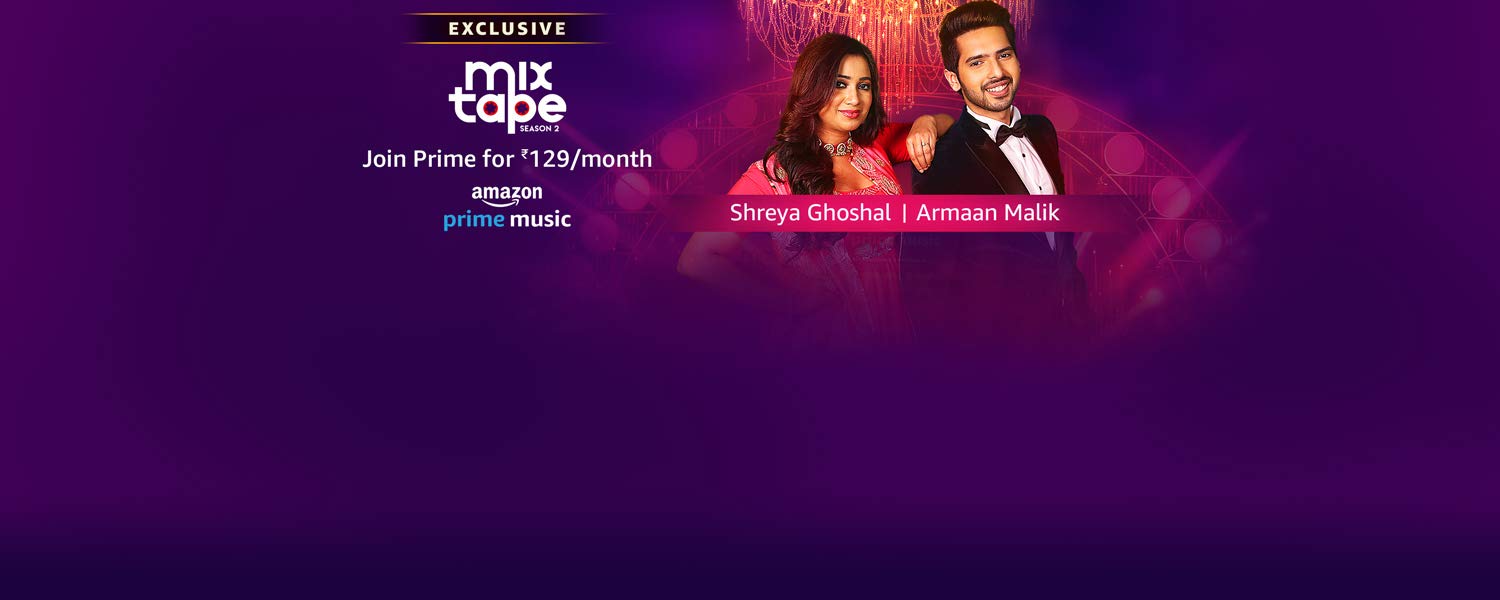 EXCLUSIVE
mix
tape
SEASON 2
Join Prime for ₹129/month
amazon
prime music
Shreya Ghoshal | Armaan Malik